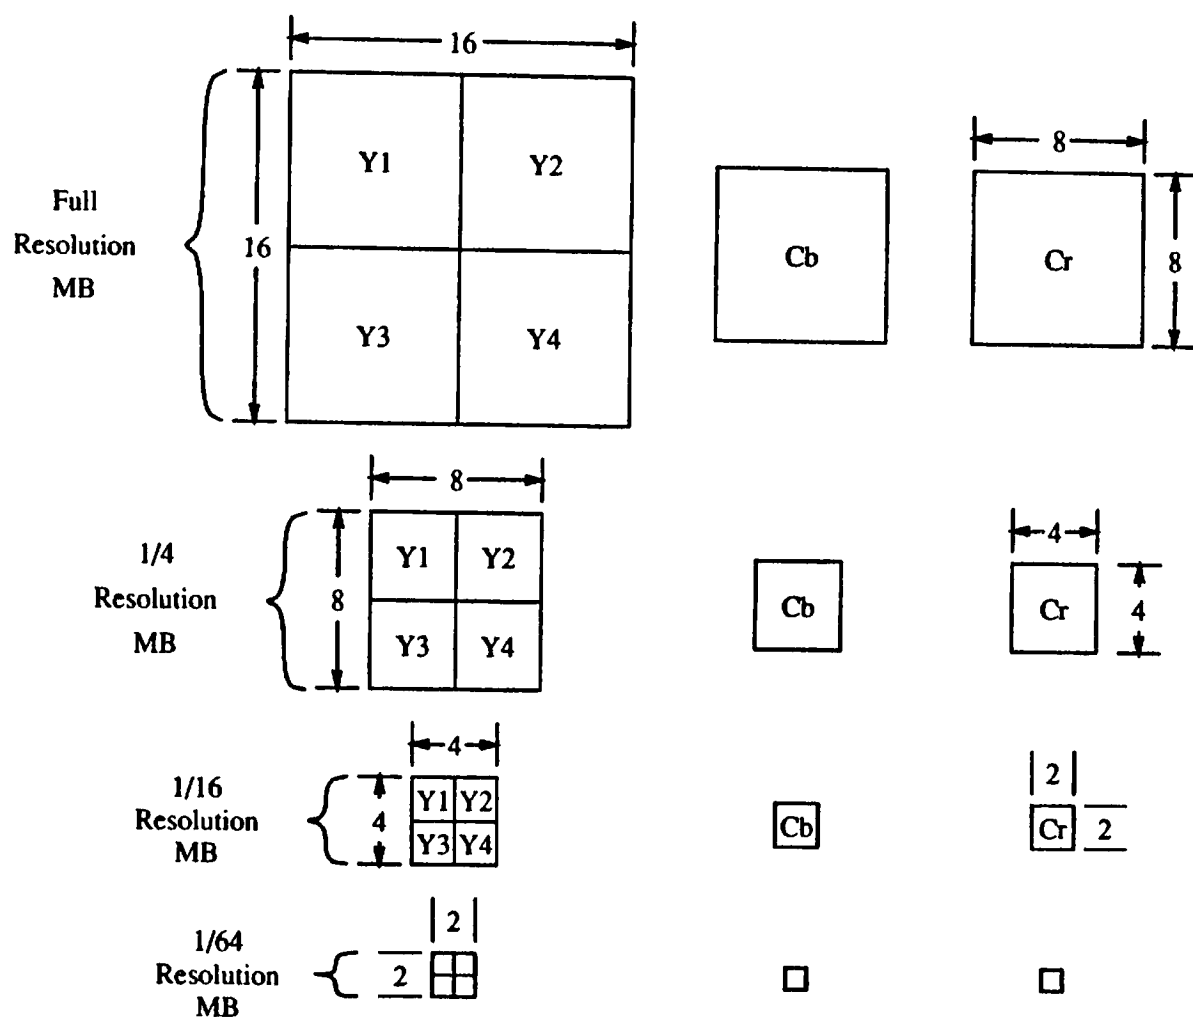 16
Full
Resolution
MB
16
Y1 Y2
Y3 Y4
Cb
8
Cr
8
1/4
Resolution
MB
8
8
Y1 Y2
Y3 Y4
Cb
4
Cr
4
1/16
Resolution
MB
4
4
Y1 Y2
Y3 Y4
Cb
2
Cr
2
1/64
Resolution
MB
2
2